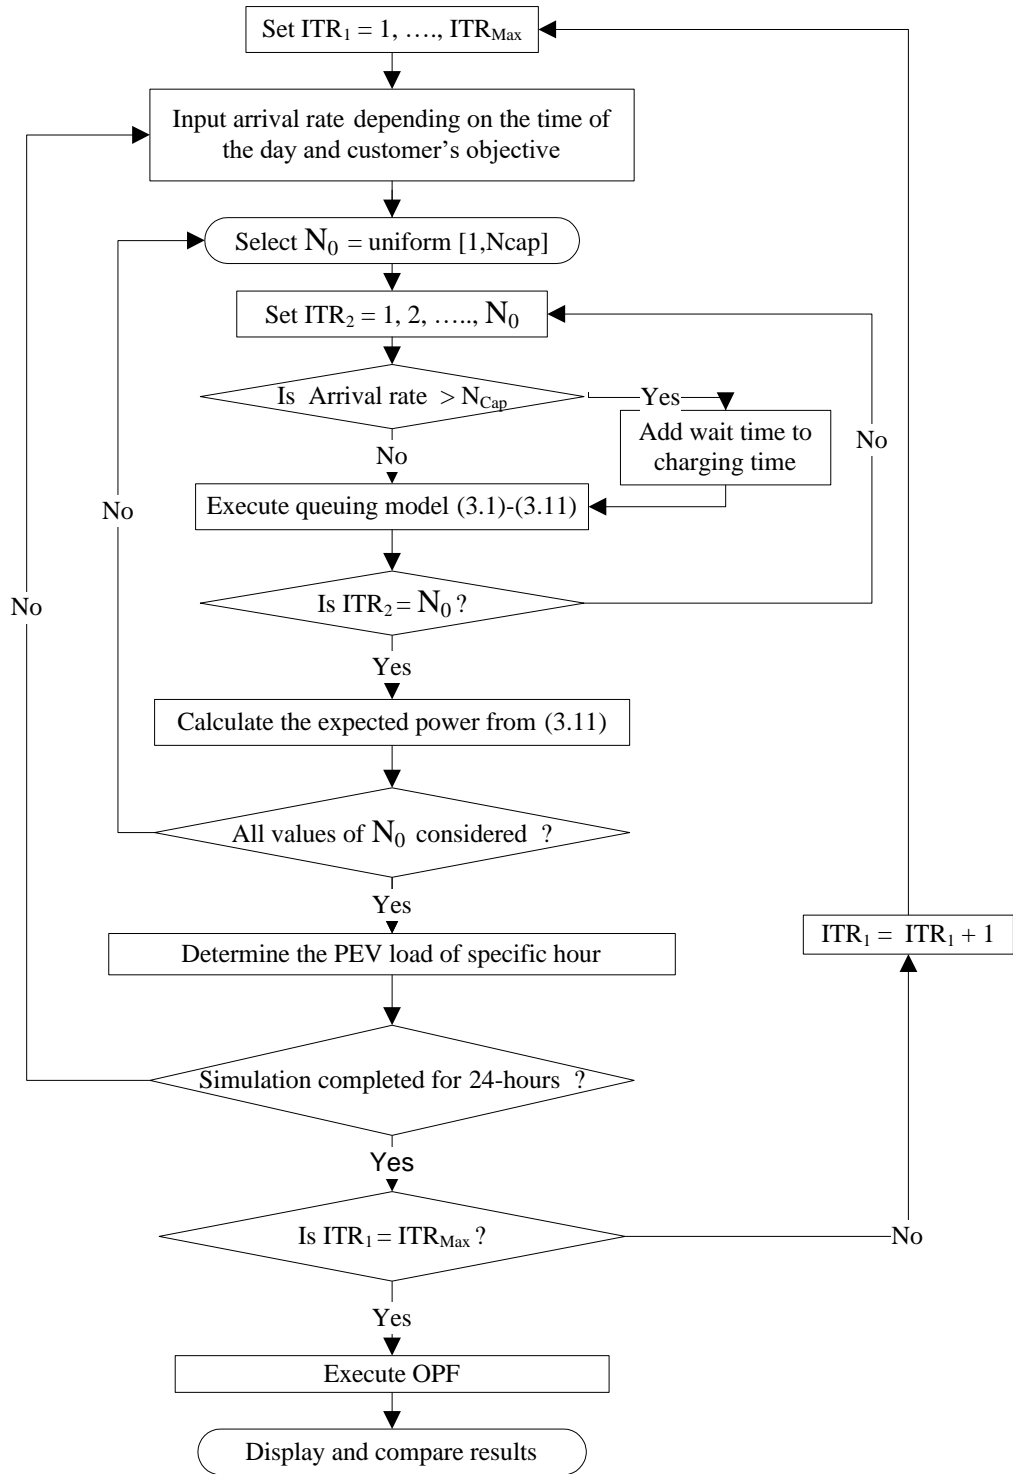 Set ITR₁ = 1, …., ITR_Max
Input arrival rate depending on the time of
the day and customer’s objective
Select N₀ = uniform [1,Ncap]
Set ITR₂ = 1, 2, ….., N₀
Is Arrival rate > N_Cap
Yes
Add wait time to
charging time
No
No
Execute queuing model (3.1)-(3.11)
No
Is ITR₂ = N₀ ?
No
Yes
Calculate the expected power from (3.11)
All values of N₀ considered ?
Yes
Determine the PEV load of specific hour
ITR₁ = ITR₁ + 1
Simulation completed for 24-hours ?
Yes
Is ITR₁ = ITR_Max ?
No
Yes
Execute OPF
Display and compare results